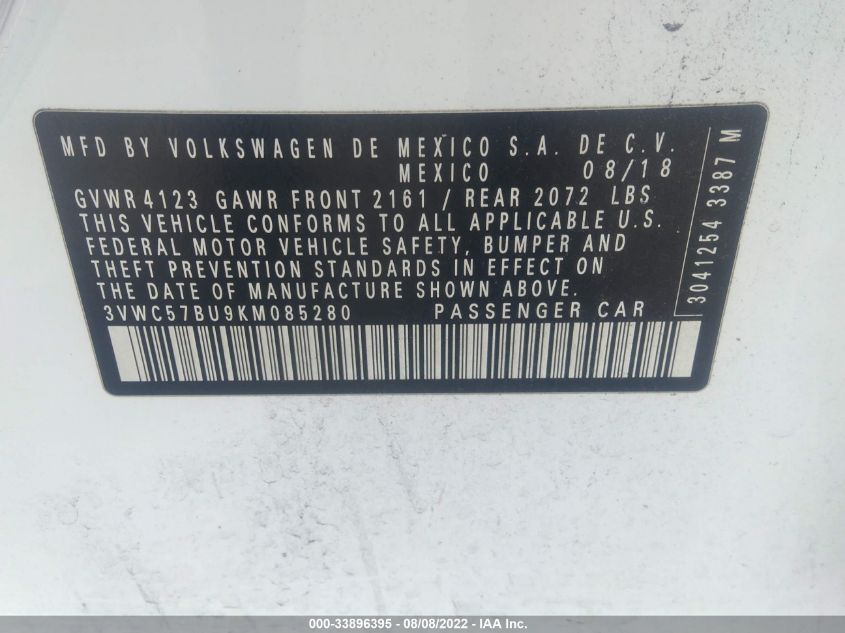 MFD BY VOLKSWAGEN DE MEXICO S.A. DE C.V.
MEXICO 08/18
GVWR 4123 GAWR FRONT 2161 / REAR 2072 LBS
THIS VEHICLE CONFORMS TO ALL APPLICABLE U.S.
FEDERAL MOTOR VEHICLE SAFETY, BUMPER AND
THEFT PREVENTION STANDARDS IN EFFECT ON
THE DATE OF MANUFACTURE SHOWN ABOVE.
3VWC57BU9KM085280 PASSENGER CAR
3041254 3387 M
000-33896395 - 08/08/2022 - IAA Inc.